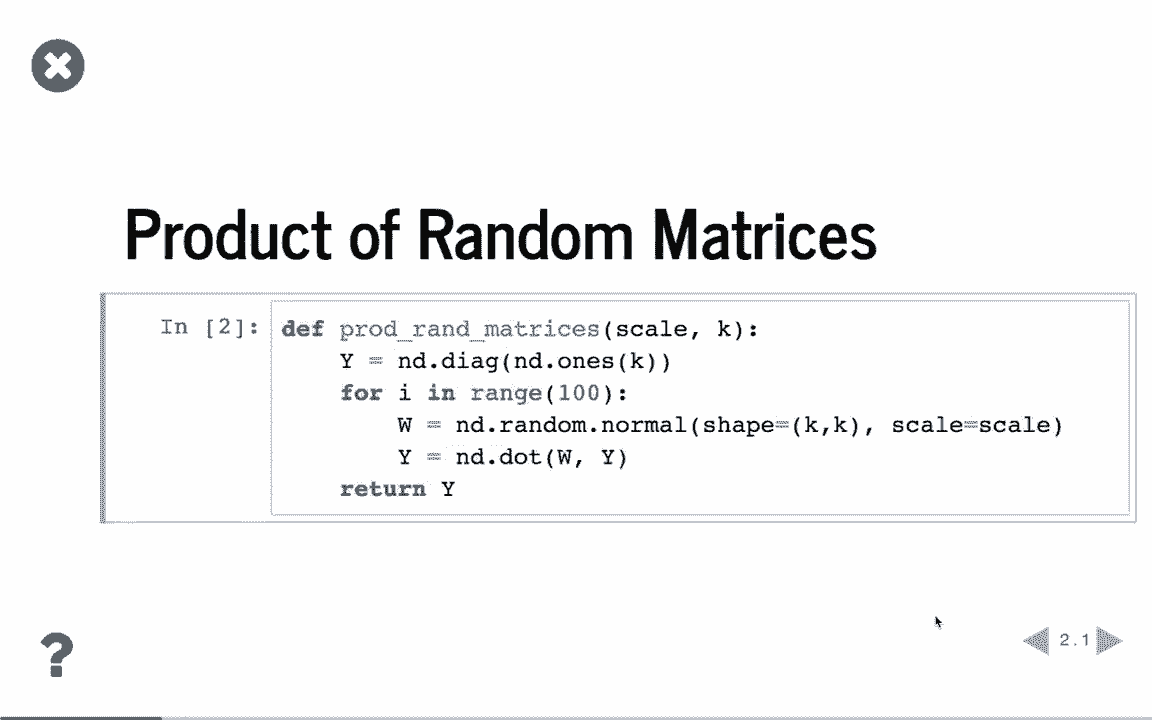 Product of Random Matrices
In [2]: def prod_rand_matrices(scale, k):
Y = nd.diag(nd.ones(k))
for i in range(100):
W = nd.random.normal(shape=(k,k), scale=scale)
Y = nd.dot(W, Y)
return Y
?
2.1